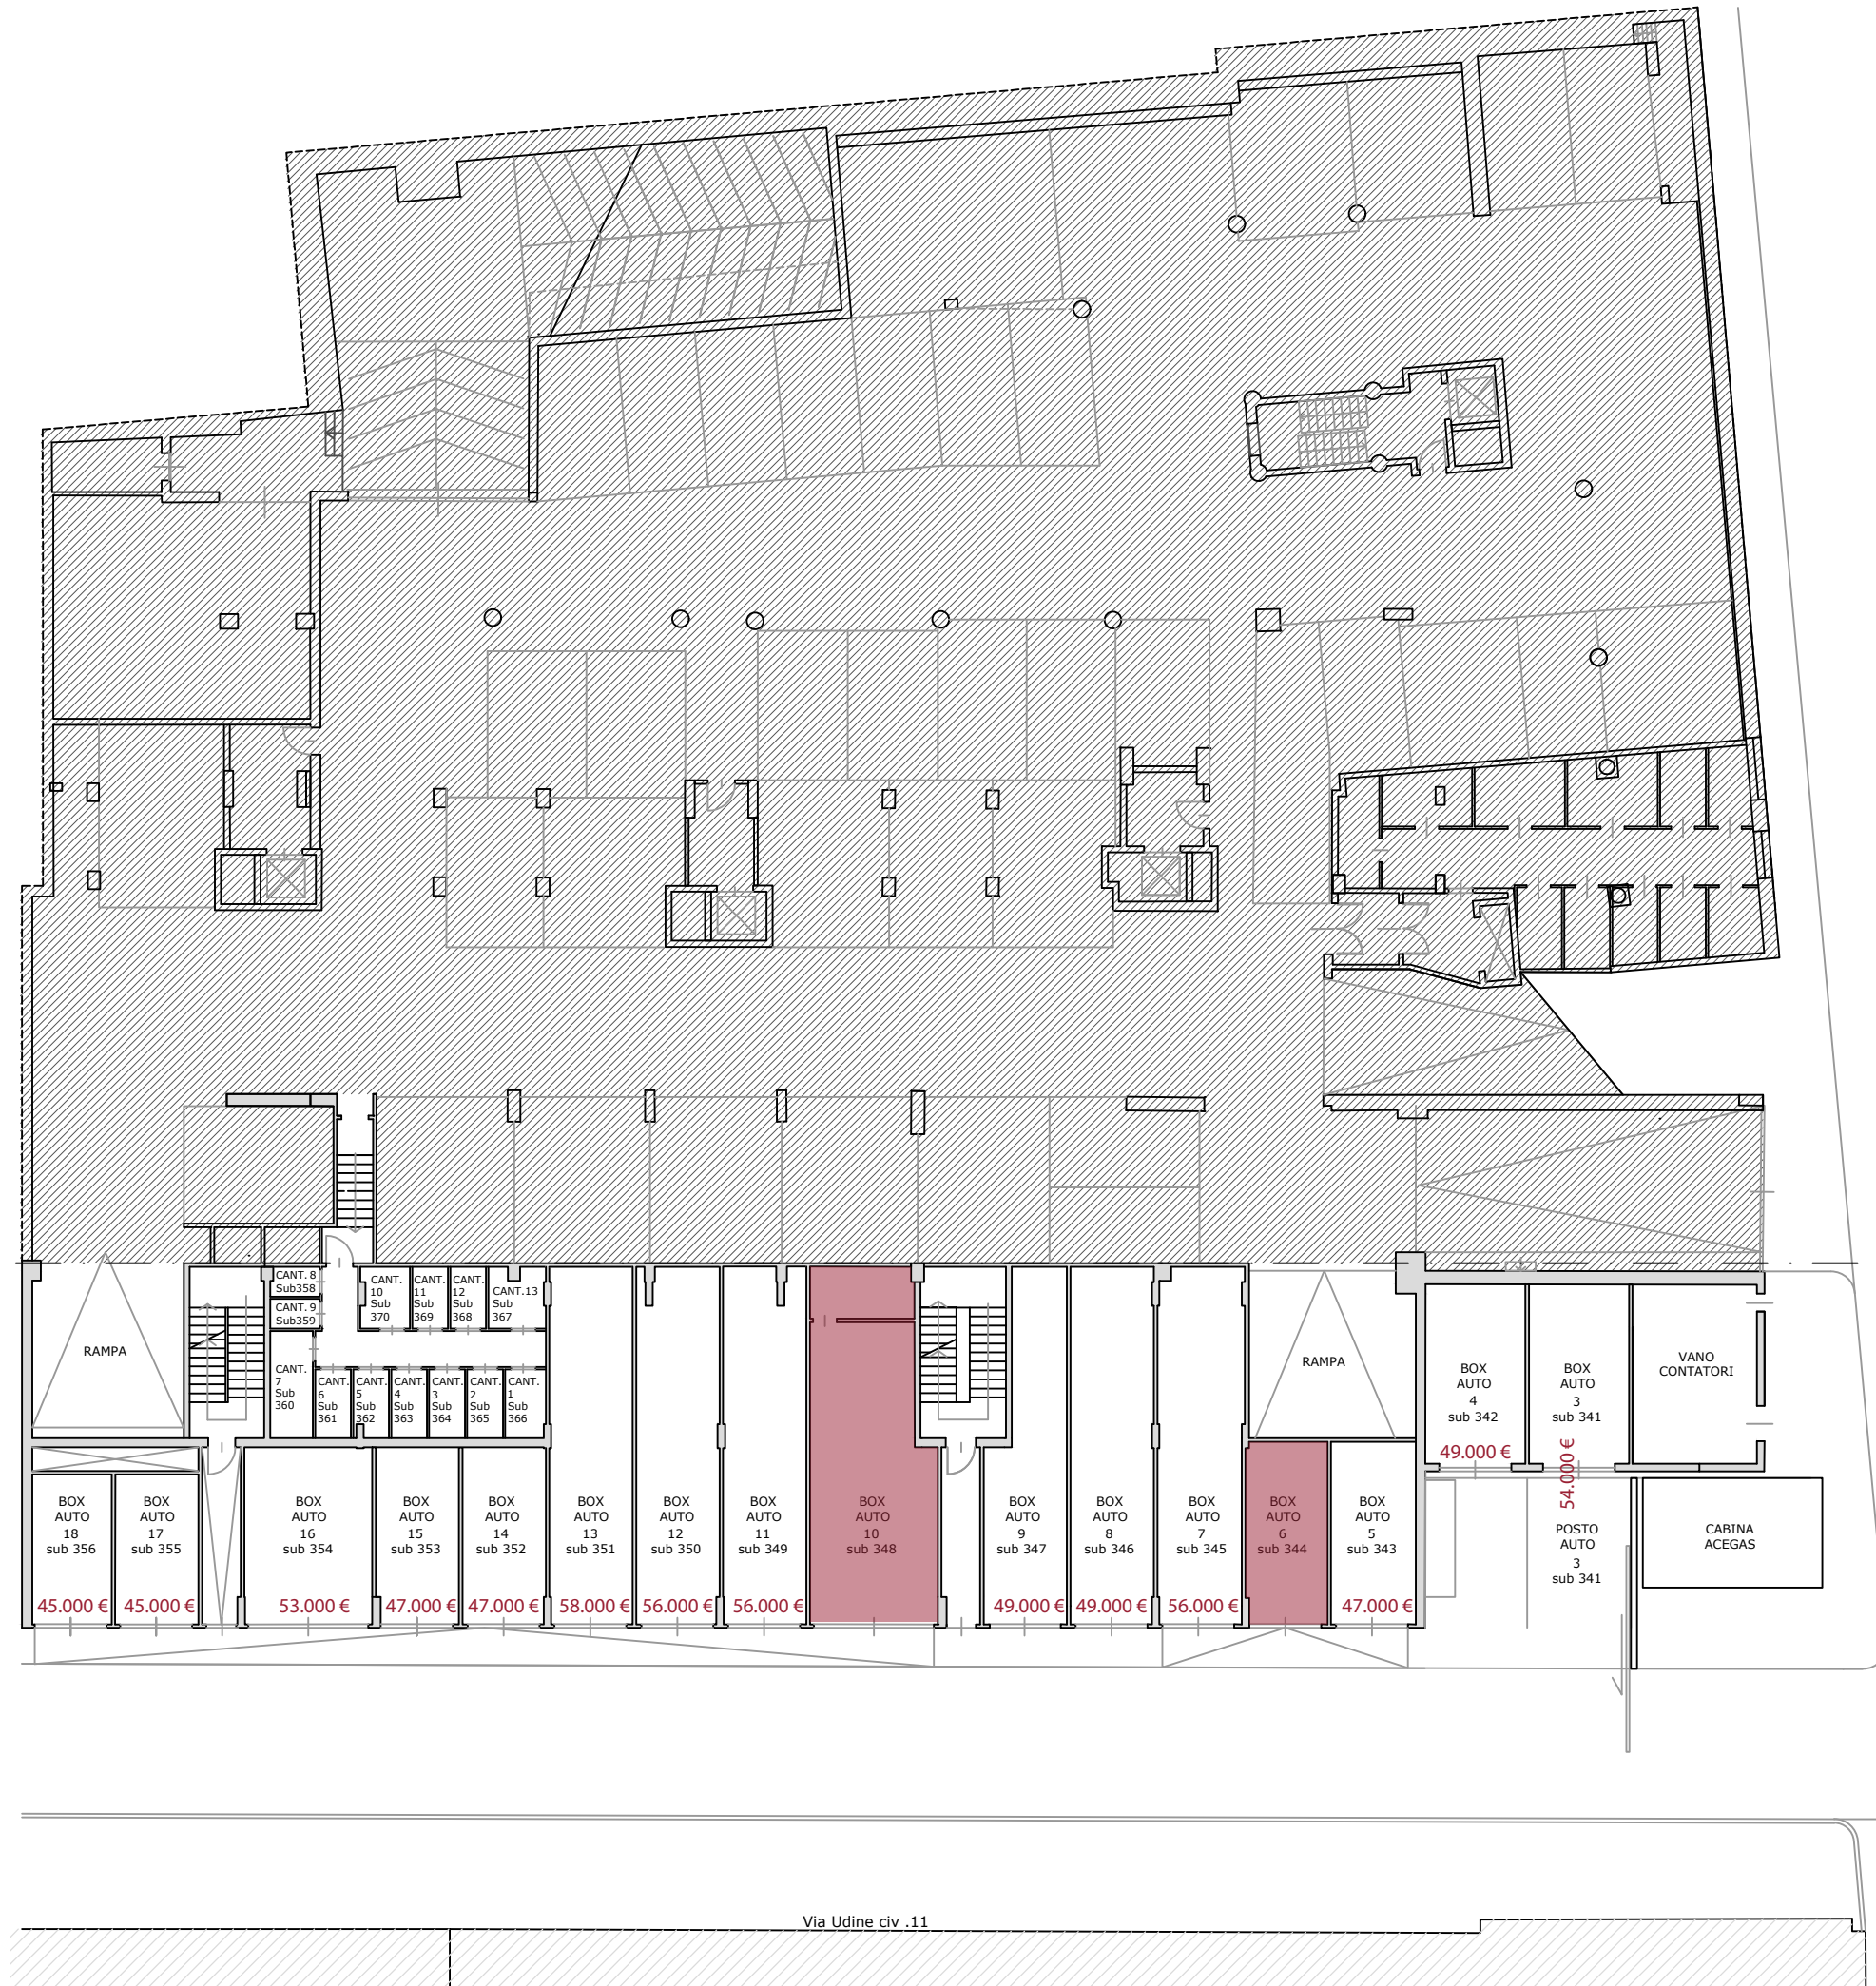 CANT. 8
Sub358
CANT. 9
Sub359
CANT.
10
Sub
370
CANT.
11
Sub
369
CANT.
12
Sub
368
CANT.13
Sub
367
CANT.
7
Sub
360
CANT.
6
Sub
361
CANT.
5
Sub
362
CANT.
4
Sub
363
CANT.
3
Sub
364
CANT.
2
Sub
365
CANT.
1
Sub
366
RAMPA
RAMPA
BOX
AUTO
4
sub 342
49.000 €
BOX
AUTO
3
sub 341
54.000 €
VANO
CONTATORI
BOX
AUTO
18
sub 356
45.000 €
BOX
AUTO
17
sub 355
45.000 €
BOX
AUTO
16
sub 354
53.000 €
BOX
AUTO
15
sub 353
47.000 €
BOX
AUTO
14
sub 352
47.000 €
BOX
AUTO
13
sub 351
58.000 €
BOX
AUTO
12
sub 350
56.000 €
BOX
AUTO
11
sub 349
56.000 €
BOX
AUTO
10
sub 348
BOX
AUTO
9
sub 347
49.000 €
BOX
AUTO
8
sub 346
49.000 €
BOX
AUTO
7
sub 345
56.000 €
BOX
AUTO
6
sub 344
BOX
AUTO
5
sub 343
47.000 €
POSTO
AUTO
3
sub 341
CABINA
ACEGAS
Via Udine civ .11